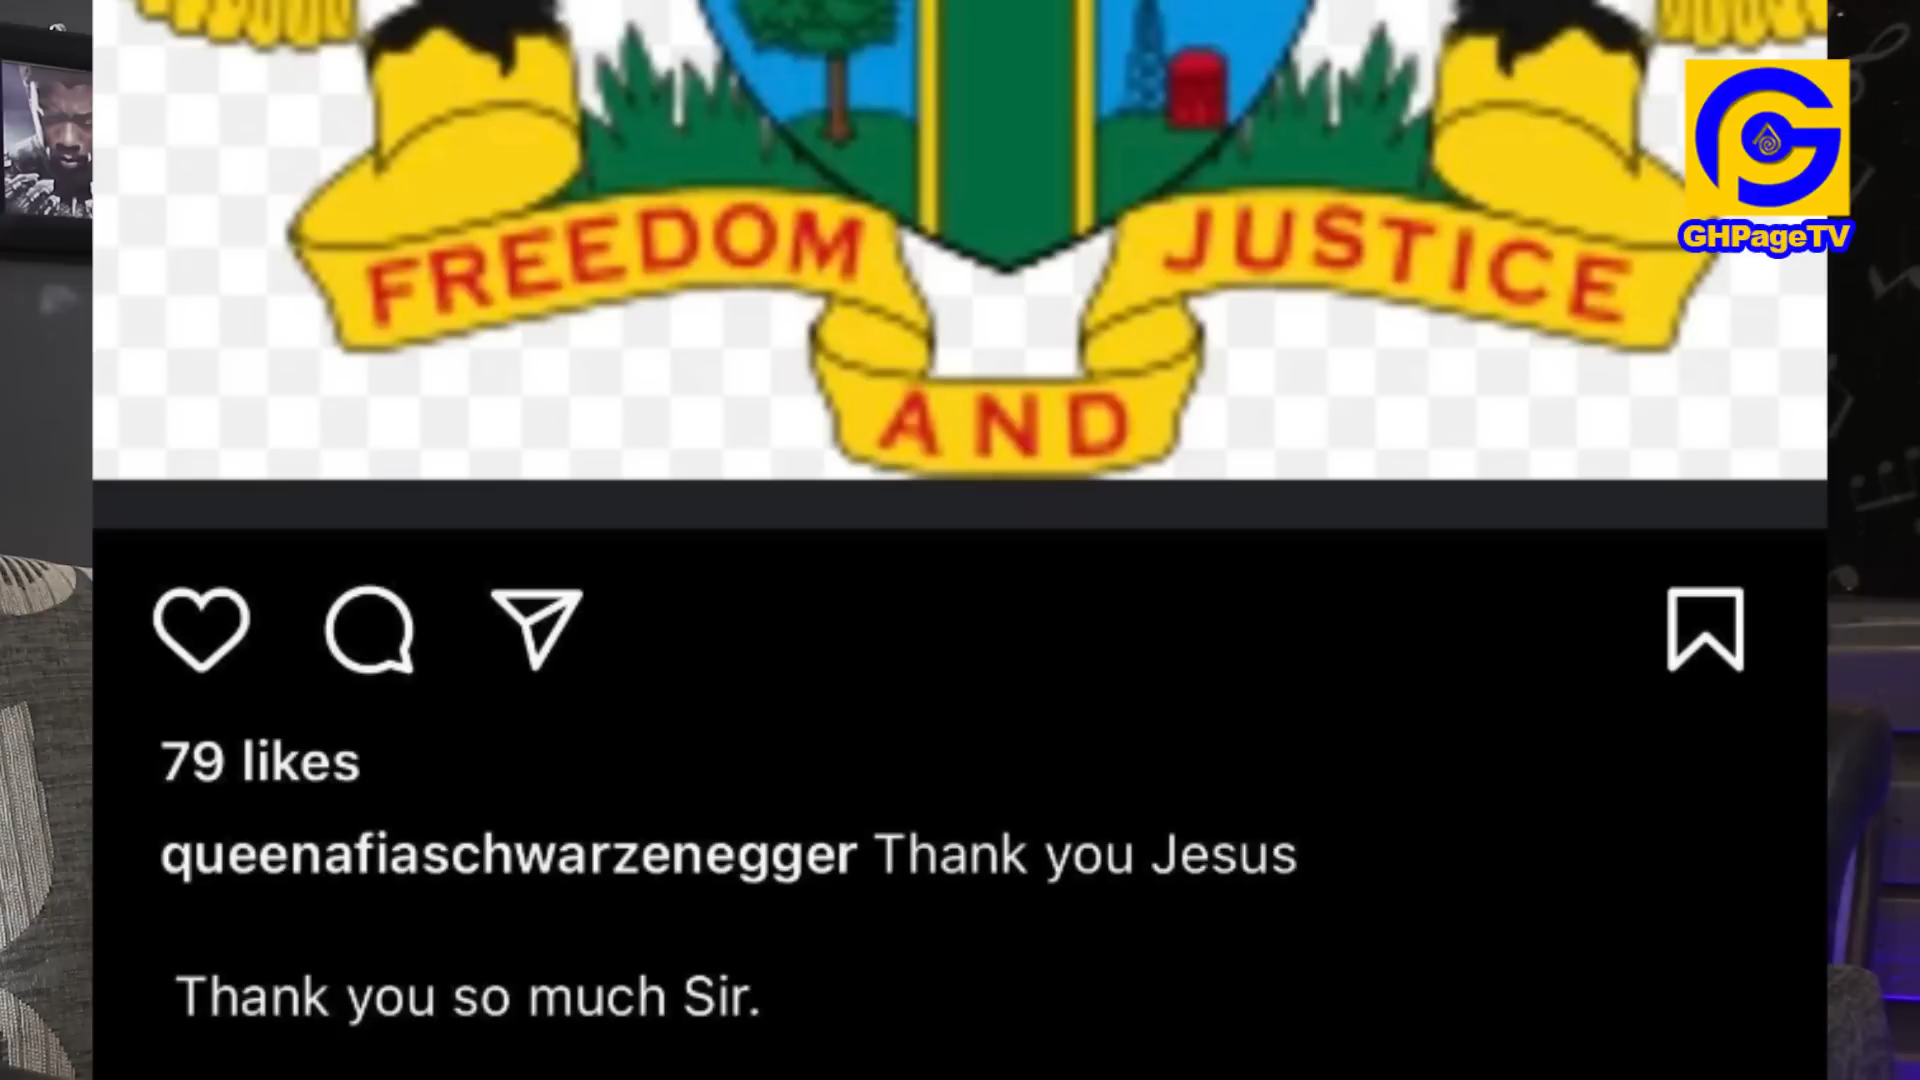 FREEDOM
AND
JUSTICE
GHPageTV
79 likes
queenafiaschwarzenegger Thank you Jesus
Thank you so much Sir.